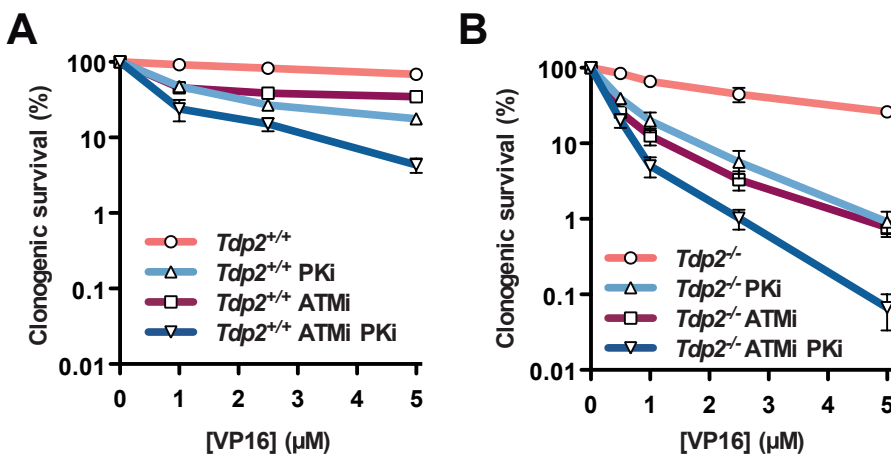 A
Clonogenic survival (%)
100
10
1
0.1
0.01
Tdp2+/+
Tdp2+/+ PKi
Tdp2+/+ ATMi
Tdp2+/+ ATMi PKi
0 1 2 3 4 5
[VP16] (µM)
B
Clonogenic survival (%)
100
10
1
0.1
0.01
Tdp2-/-
Tdp2-/- PKi
Tdp2-/- ATMi
Tdp2-/- ATMi PKi
0 1 2 3 4 5
[VP16] (µM)